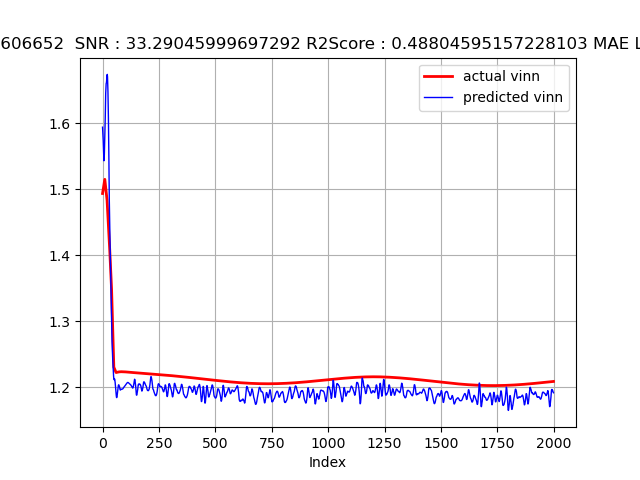 606652 SNR : 33.29045999697292 R2Score : 0.48804595157228103 MAE L
actual vinn
predicted vinn
1.6
1.5
1.4
1.3
1.2
0 250 500 750 1000 1250 1500 1750 2000
Index